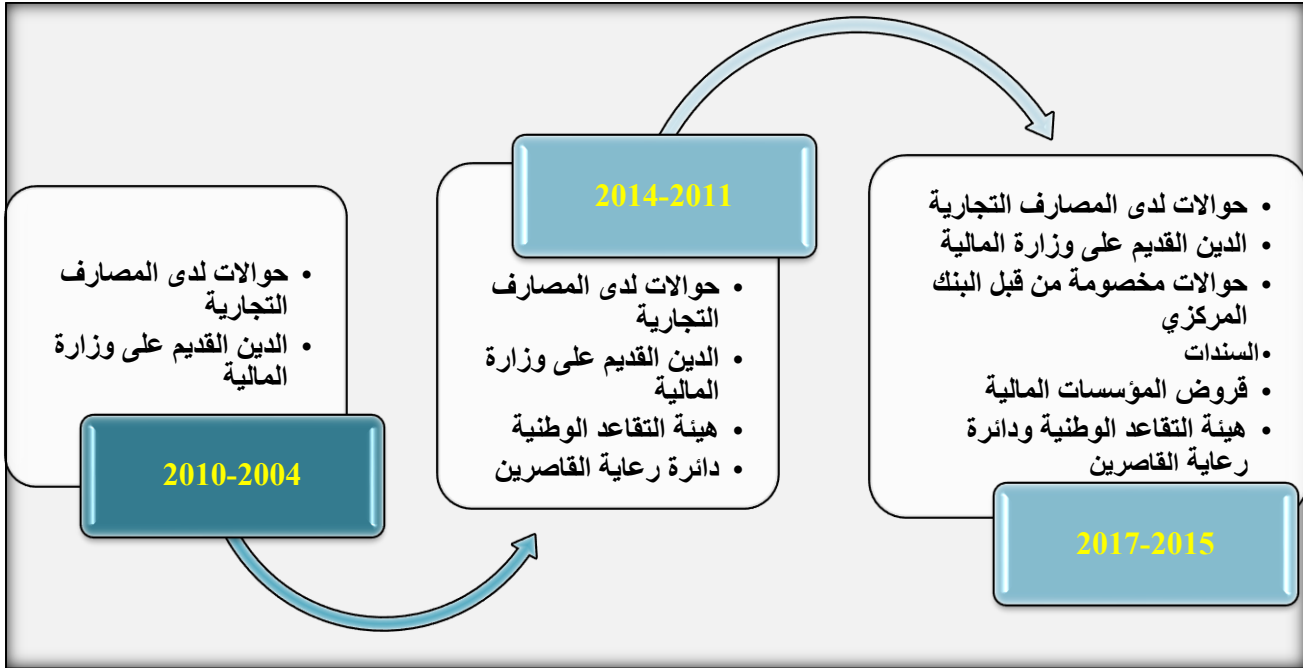 • حوالات لدى المصارف
التجارية
• الدين القديم على وزارة
المالية
2010-2004
2014-2011
• حوالات لدى المصارف
التجارية
• الدين القديم على وزارة
المالية
• هيئة التقاعد الوطنية
• دائرة رعاية القاصرين
• حوالات لدى المصارف التجارية
• الدين القديم على وزارة المالية
• حوالات مخصومة من قبل البنك
المركزي
•السندات
• قروض المؤسسات المالية
• هيئة التقاعد الوطنية ودائرة
رعاية القاصرين
2017-2015